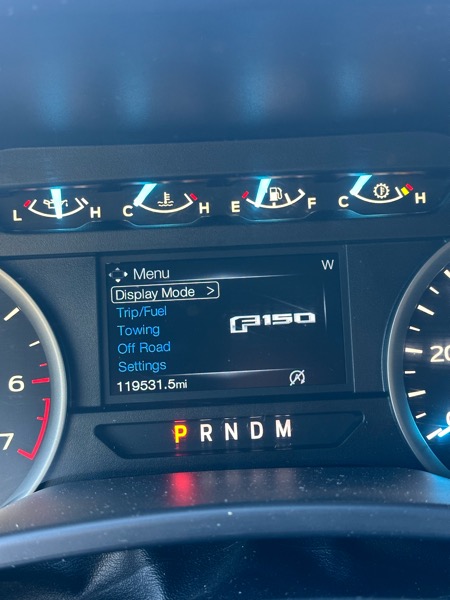 L H C H E F C H
Menu W
Display Mode >
Trip/Fuel
Towing
Off Road
Settings
F150
119531.5mi
6
7
20
P R N D M